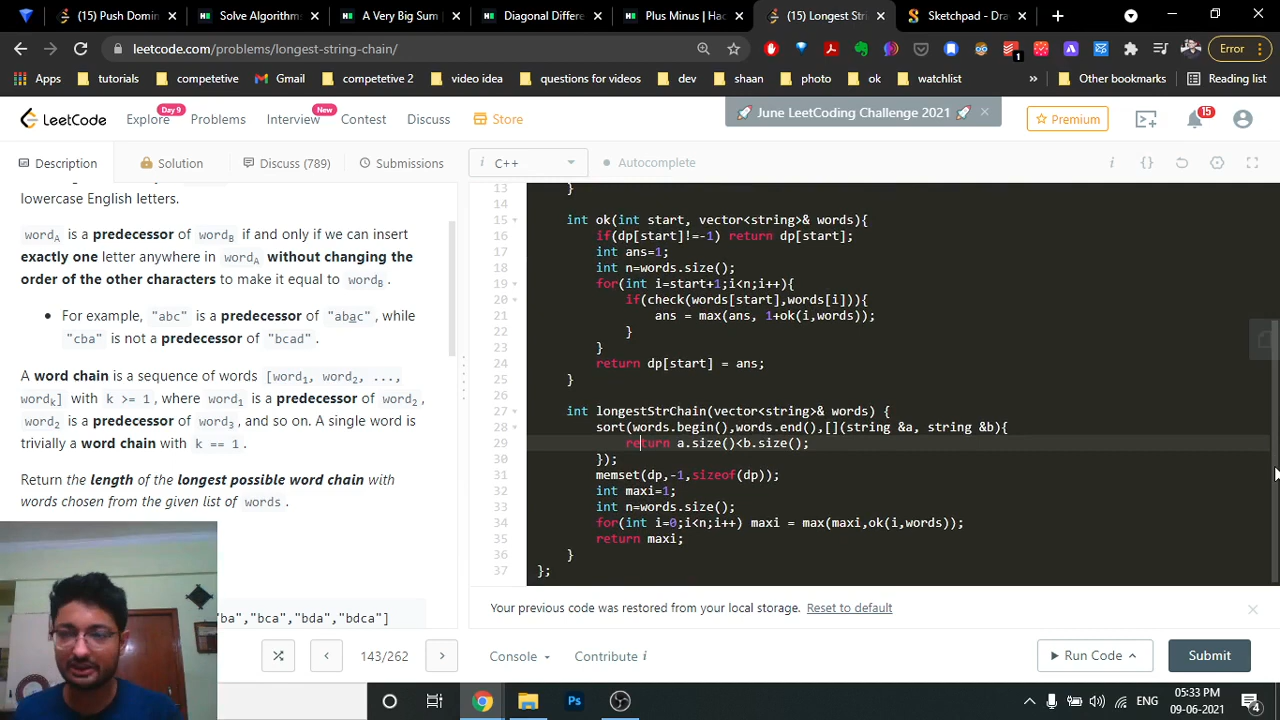 (15) Push Domin
Solve Algorithms
A Very Big Sum
Diagonal Differe
Plus Minus | Hac
(15) Longest Stri
Sketchpad - Dra
leetcode.com/problems/longest-string-chain/
Error
Apps
tutorials
competetive
Gmail
competetive 2
video idea
questions for videos
dev
shaan
photo
ok
watchlist
»
Other bookmarks
Reading list
LeetCode
Explore
Day 9
Problems
Interview
New
Contest
Discuss
Store
June LeetCoding Challenge 2021
Premium
15
Description
Solution
Discuss (789)
Submissions
i C++
Autocomplete
lowercase English letters.
wordA is a predecessor of wordB if and only if we can insert
exactly one letter anywhere in wordA without changing the
order of the other characters to make it equal to wordB.
For example, "abc" is a predecessor of "abac", while
"cba" is not a predecessor of "bcad".
A word chain is a sequence of words [word1, word2, ...,
wordk] with k >= 1, where word1 is a predecessor of word2,
word2 is a predecessor of word3, and so on. A single word is
trivially a word chain with k == 1.
Return the length of the longest possible word chain with
words chosen from the given list of words.
"ba","bca","bda","bdca"]
13 }
14
15 int ok(int start, vector<string>& words){
16 if(dp[start]!=-1) return dp[start];
17 int ans=1;
18 int n=words.size();
19 for(int i=start+1;i<n;i++){
20 if(check(words[start],words[i])){
21 ans = max(ans, 1+ok(i,words));
22 }
23 }
24 return dp[start] = ans;
25 }
26
27 int longestStrChain(vector<string>& words) {
28 sort(words.begin(),words.end(),[](string &a, string &b){
29 return a.size()<b.size();
30 });
31 memset(dp,-1,sizeof(dp));
32 int maxi=1;
33 int n=words.size();
34 for(int i=0;i<n;i++) maxi = max(maxi,ok(i,words));
35 return maxi;
36 }
37 };
Your previous code was restored from your local storage. Reset to default
143/262
Console
Contribute i
Run Code
Submit
ENG
05:33 PM
09-06-2021
4